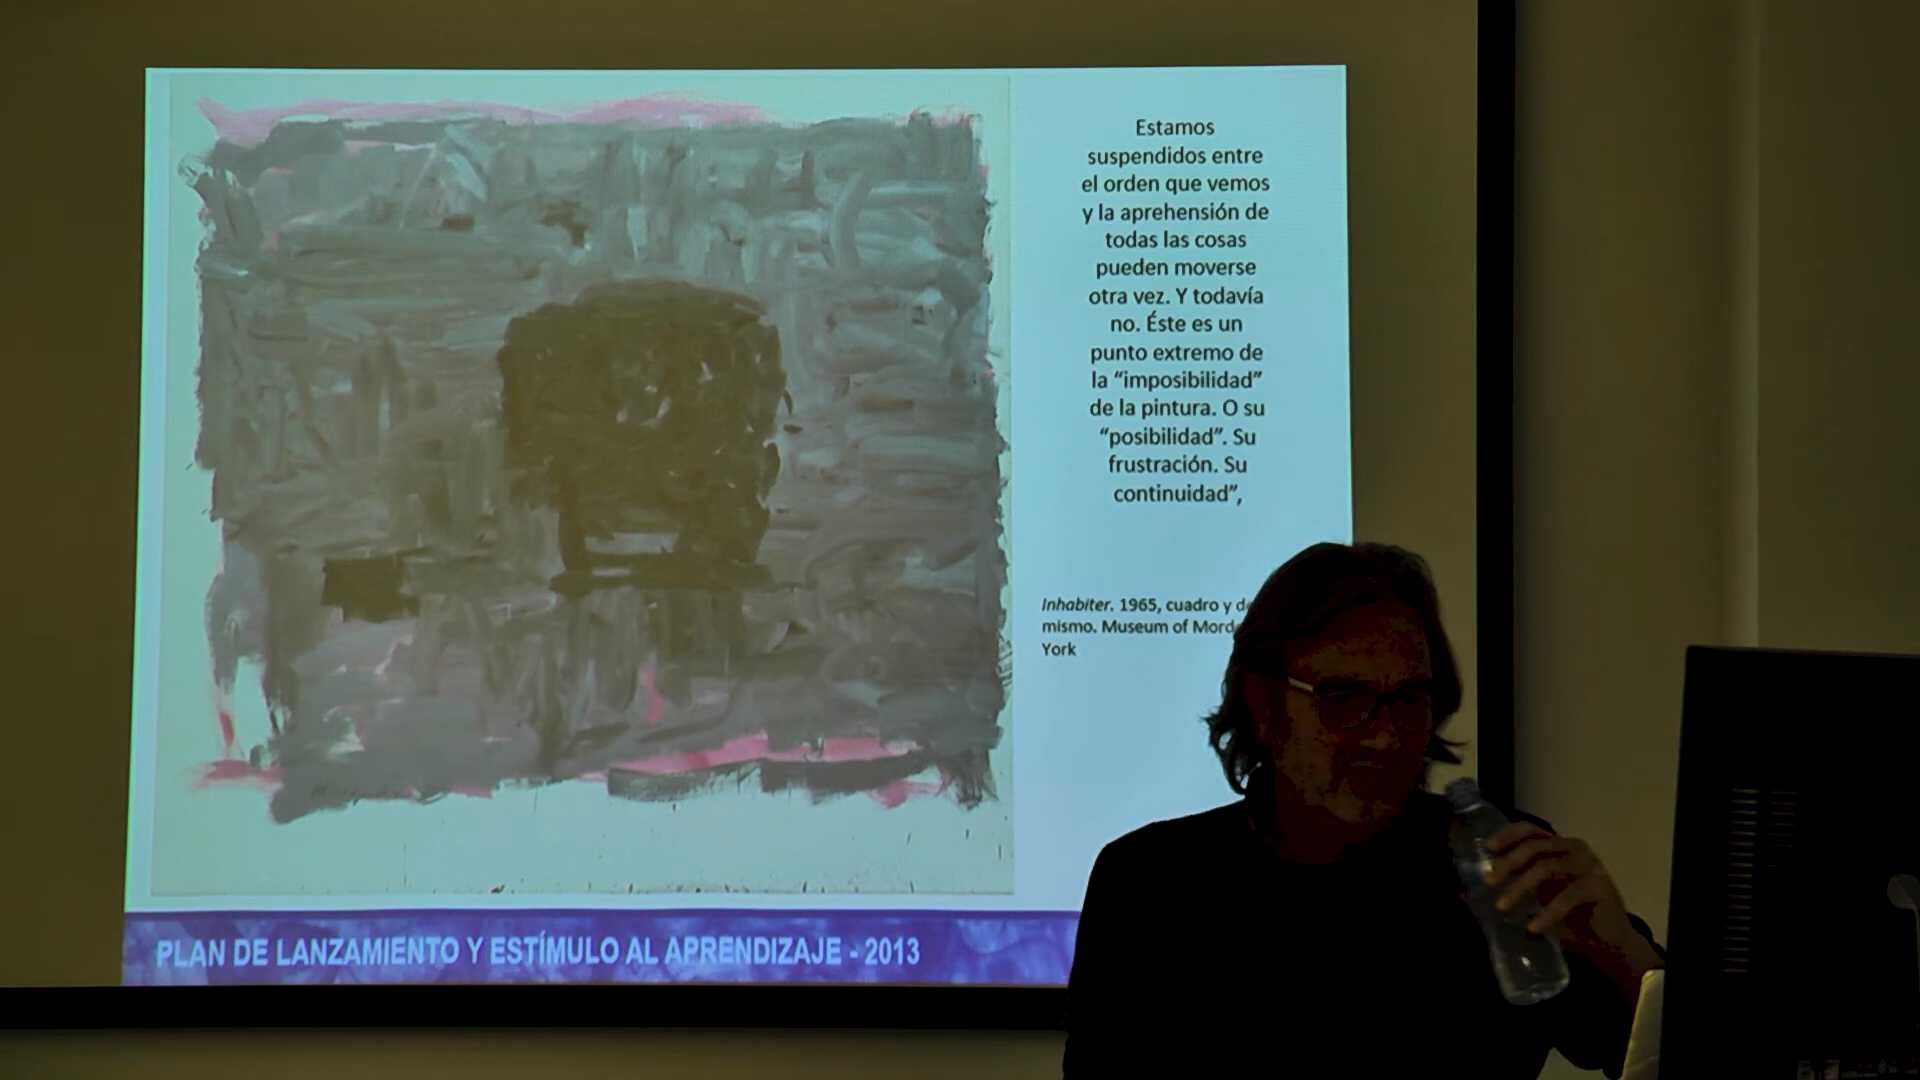 Estamos
suspendidos entre
el orden que vemos
y la aprehensión de
todas las cosas
pueden moverse
otra vez. Y todavía
no. Éste es un
punto extremo de
la “imposibilidad”
de la pintura. O su
“posibilidad”. Su
frustración. Su
continuidad”,
Inhabiter. 1965, cuadro y
mismo. Museum of
York
PLAN DE LANZAMIENTO Y ESTÍMULO AL APRENDIZAJE - 2013